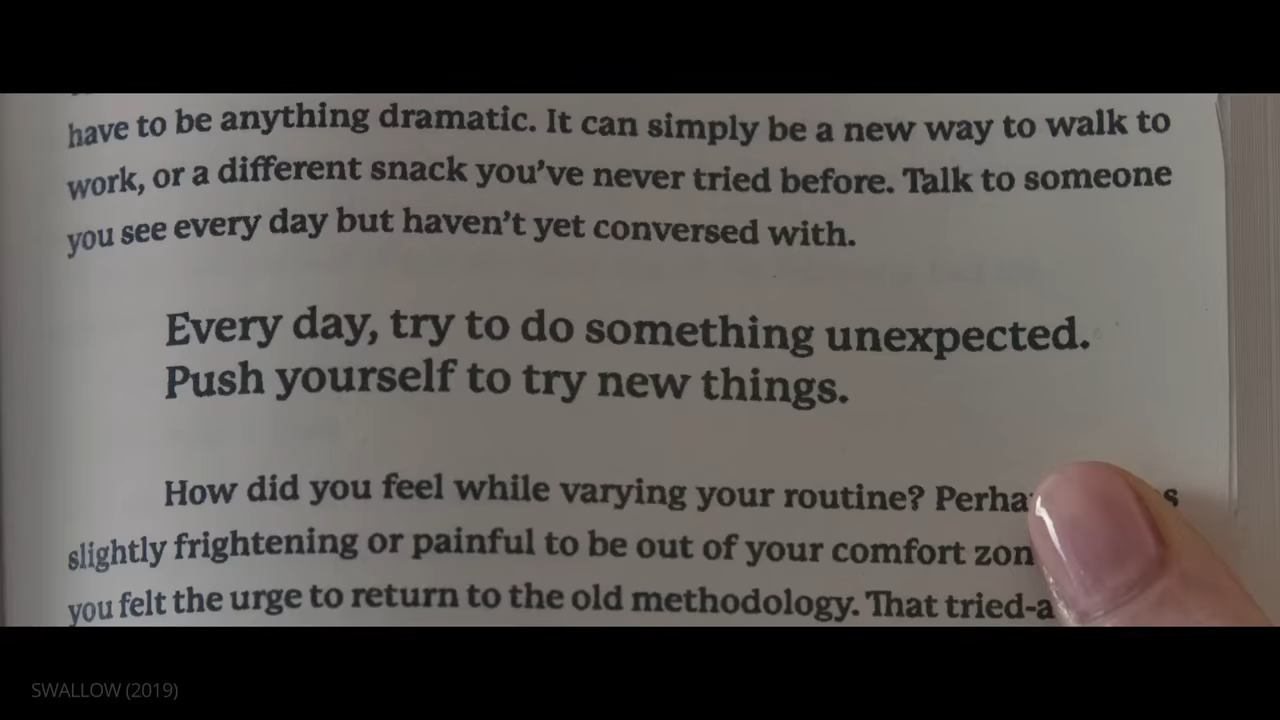 have to be anything dramatic. It can simply be a new way to walk to
work, or a different snack you've never tried before. Talk to someone
you see every day but haven't yet conversed with.
Every day, try to do something unexpected.
Push yourself to try new things.
How did you feel while varying your routine?
slightly frightening or painful to be out of your comfort
you felt the urge to return to the old methodology. That
SWALLOW (2019)